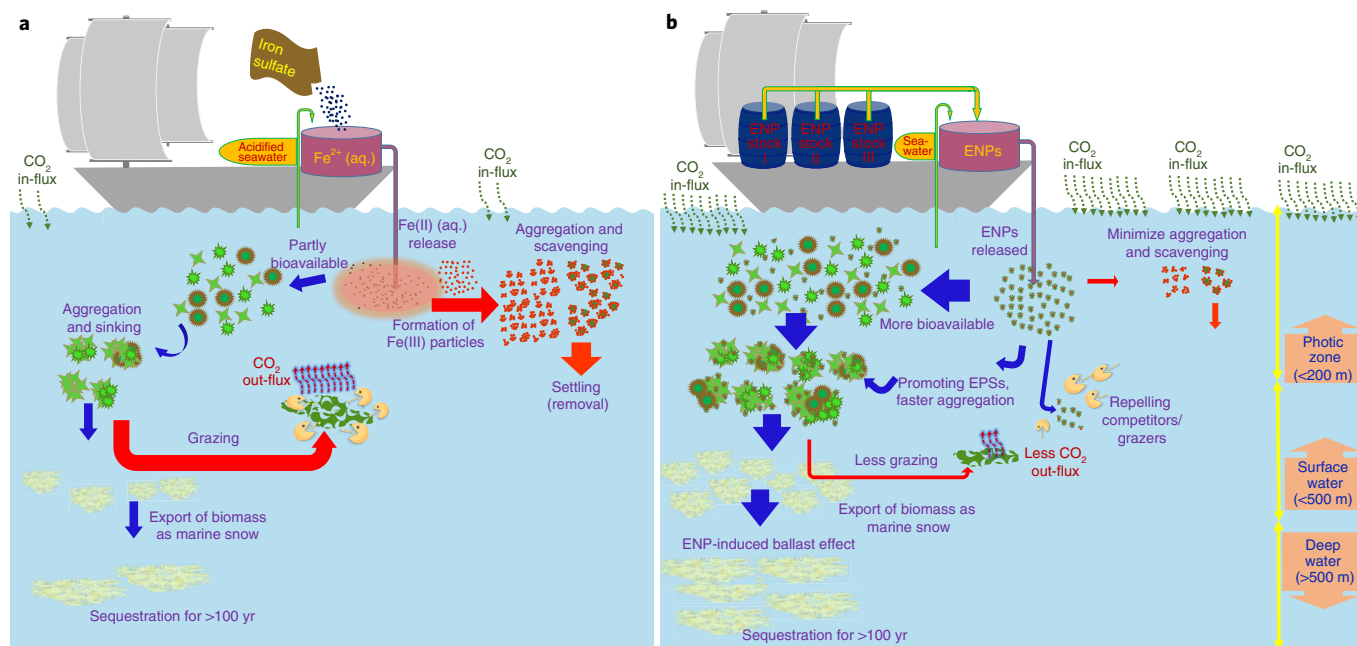 a
Iron
sulfate
Acidified
seawater
Fe2+ (aq.)
CO2
in-flux
CO2
in-flux
Fe(II) (aq.)
release
Partly
bioavailable
Aggregation and
scavenging
Aggregation
and sinking
Formation of
Fe(III) particles
CO2
out-flux
Settling
(removal)
Grazing
Export of biomass
as marine snow
Sequestration for >100 yr
b
ENP
stock
I
ENP
stock
II
ENP
stock
III
Sea-
water
ENPs
CO2
in-flux
CO2
in-flux
CO2
in-flux
CO2
in-flux
ENPs
released
Minimize aggregation
and scavenging
More bioavailable
Promoting EPSs,
faster aggregation
Repelling
competitors/
grazers
Less grazing
Less CO2
out-flux
Export of biomass as
marine snow
ENP-induced ballast effect
Sequestration for >100 yr
Photic
zone
(<200 m)
Surface
water
(<500 m)
Deep
water
(>500 m)